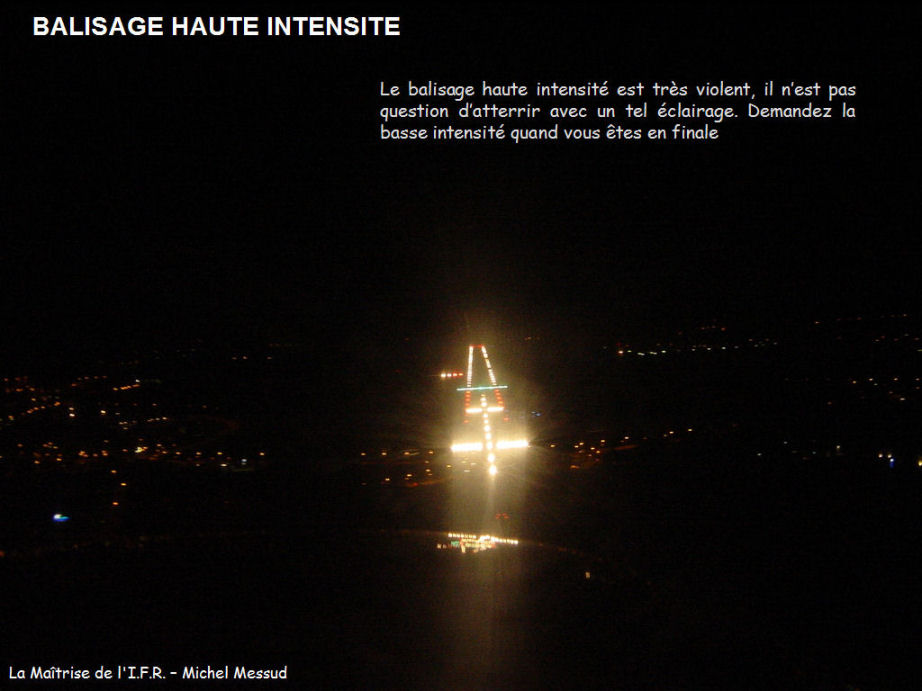 BALISAGE HAUTE INTENSITE
Le balisage haute intensité est très violent, il n’est pas
question d’atterrir avec un tel éclairage. Demandez la
basse intensité quand vous êtes en finale
La Maîtrise de l'I.F.R. – Michel Messud